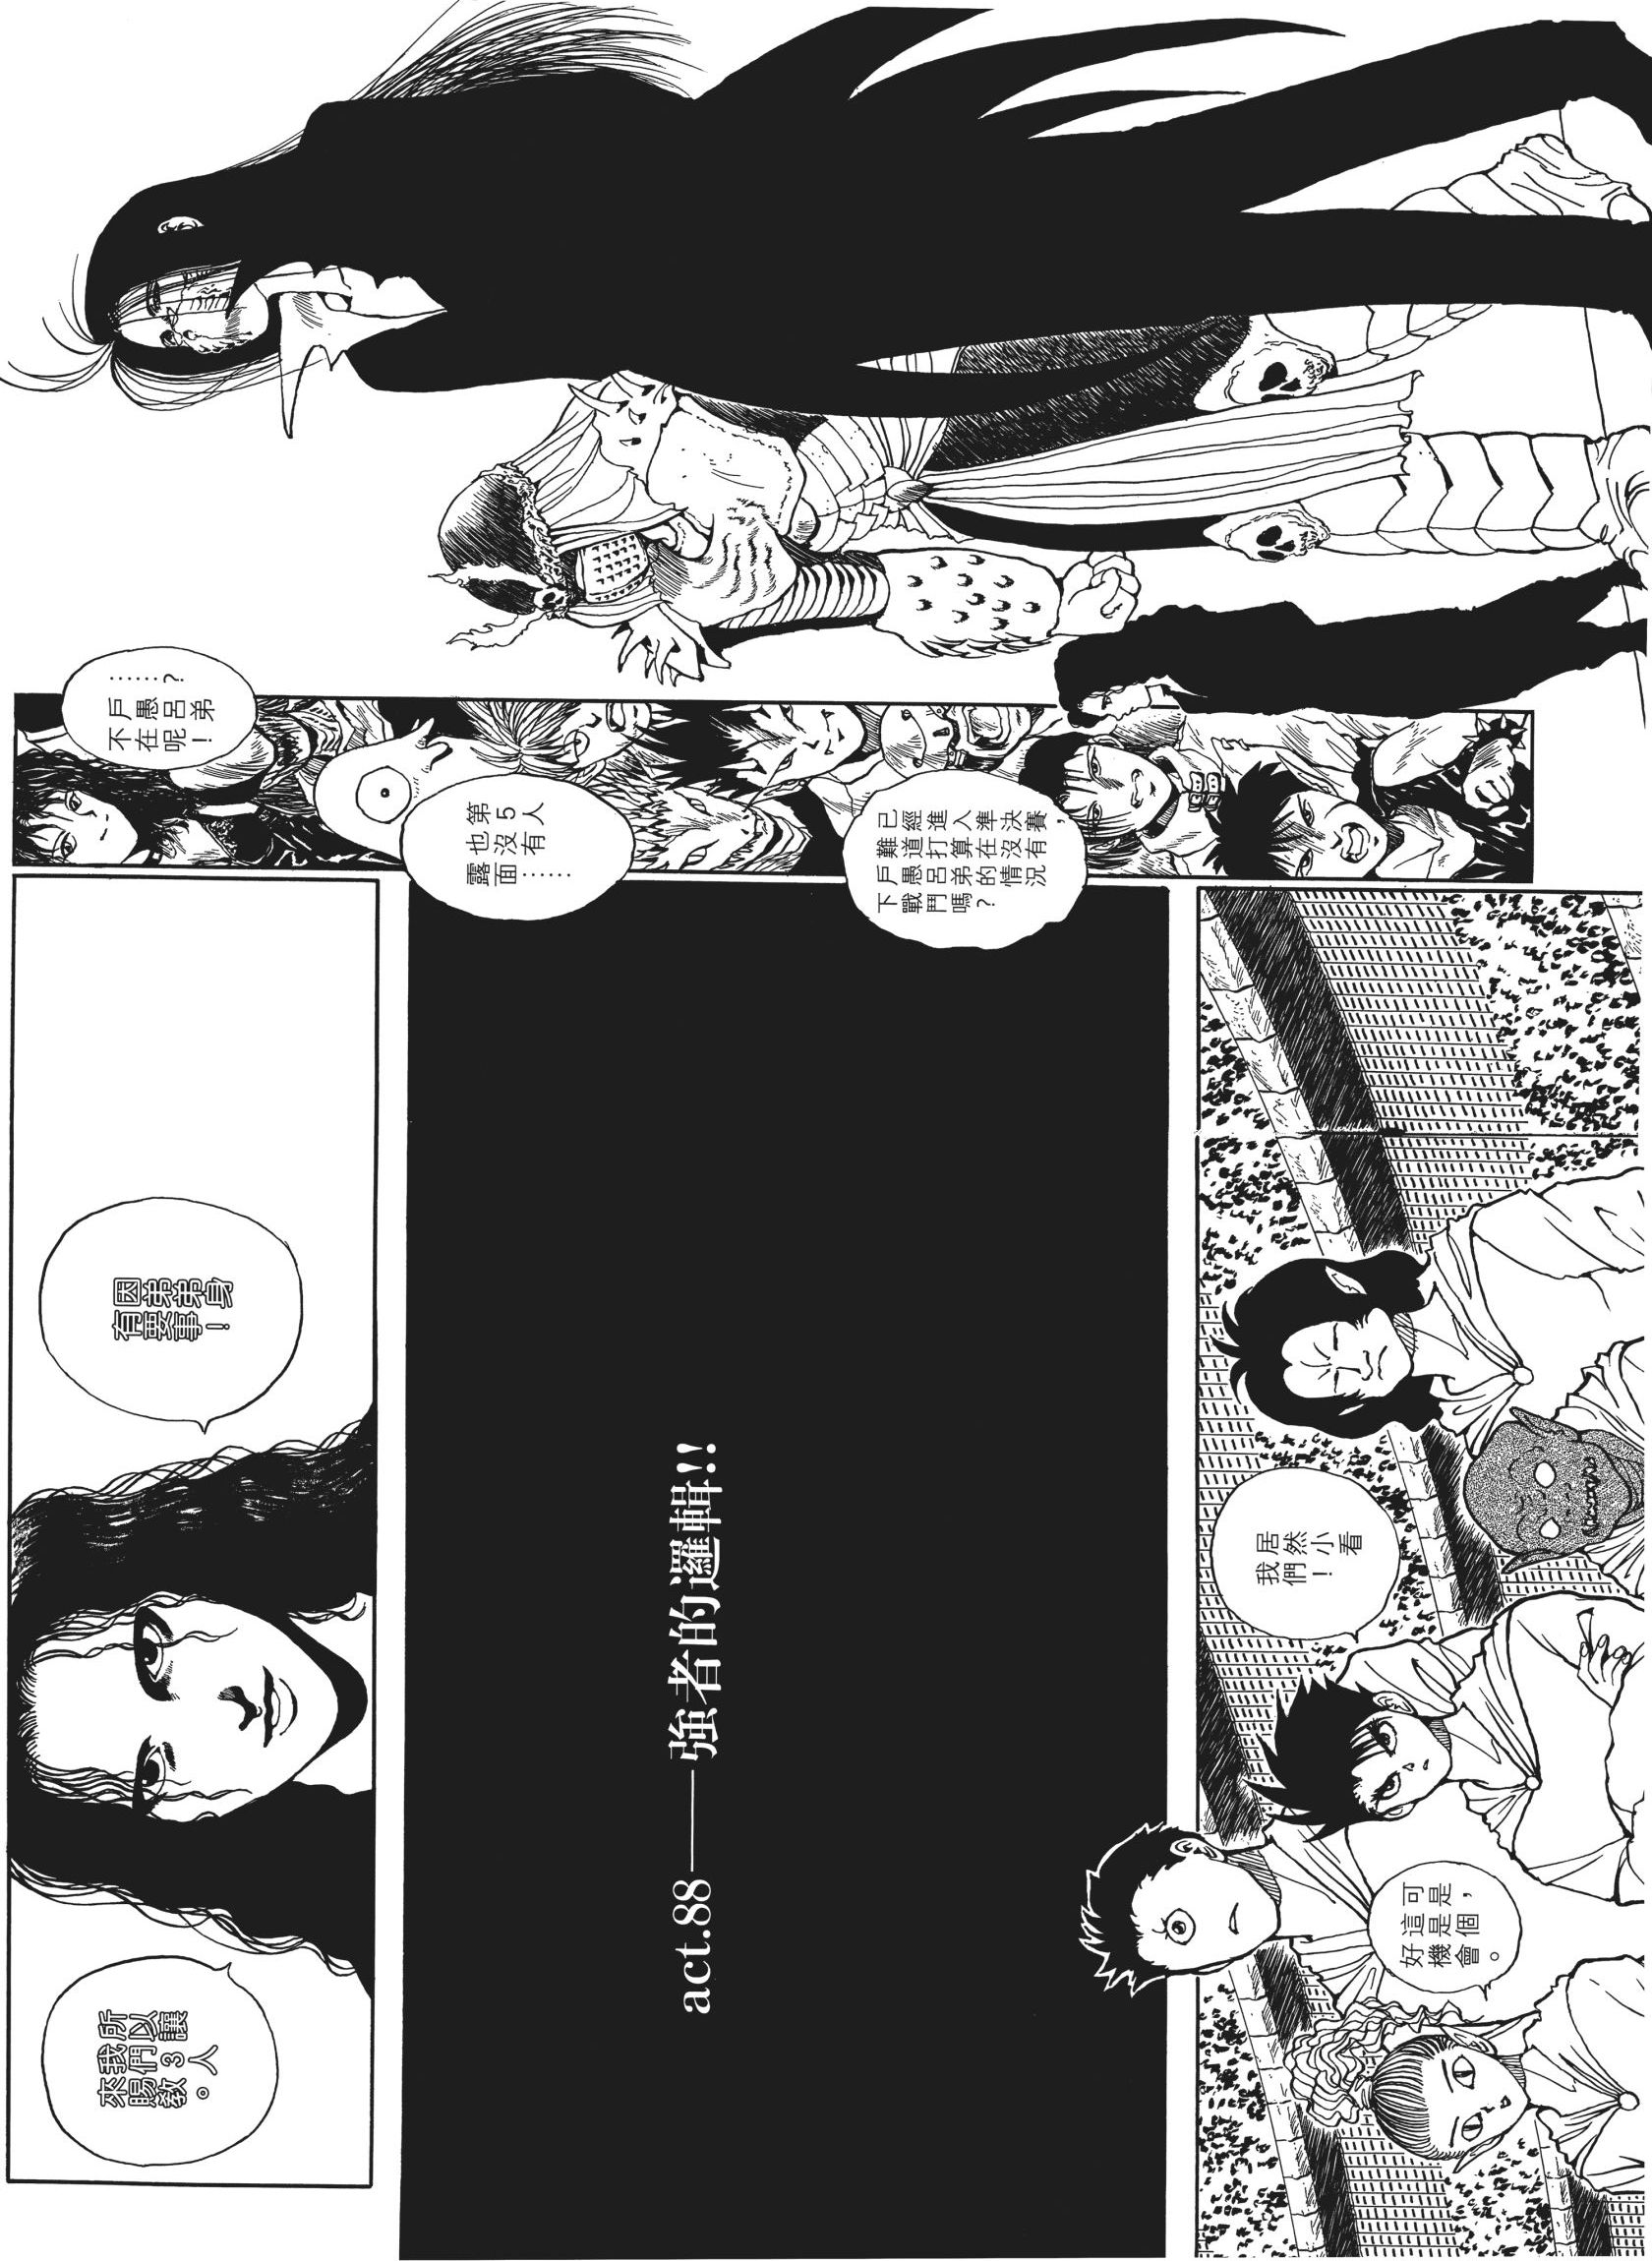 ……？
戶愚呂弟
不在呢！
第5人
也沒有
露面……
已經進入準決賽，
難道打算在沒有
戶愚呂弟的情況
下戰鬥嗎？
因弟弟身
有要事！
所以讓
我們3人
來賜教。
act.88——強者的邏輯!!
居然小看
我們！
可是，
這是個
好機會。